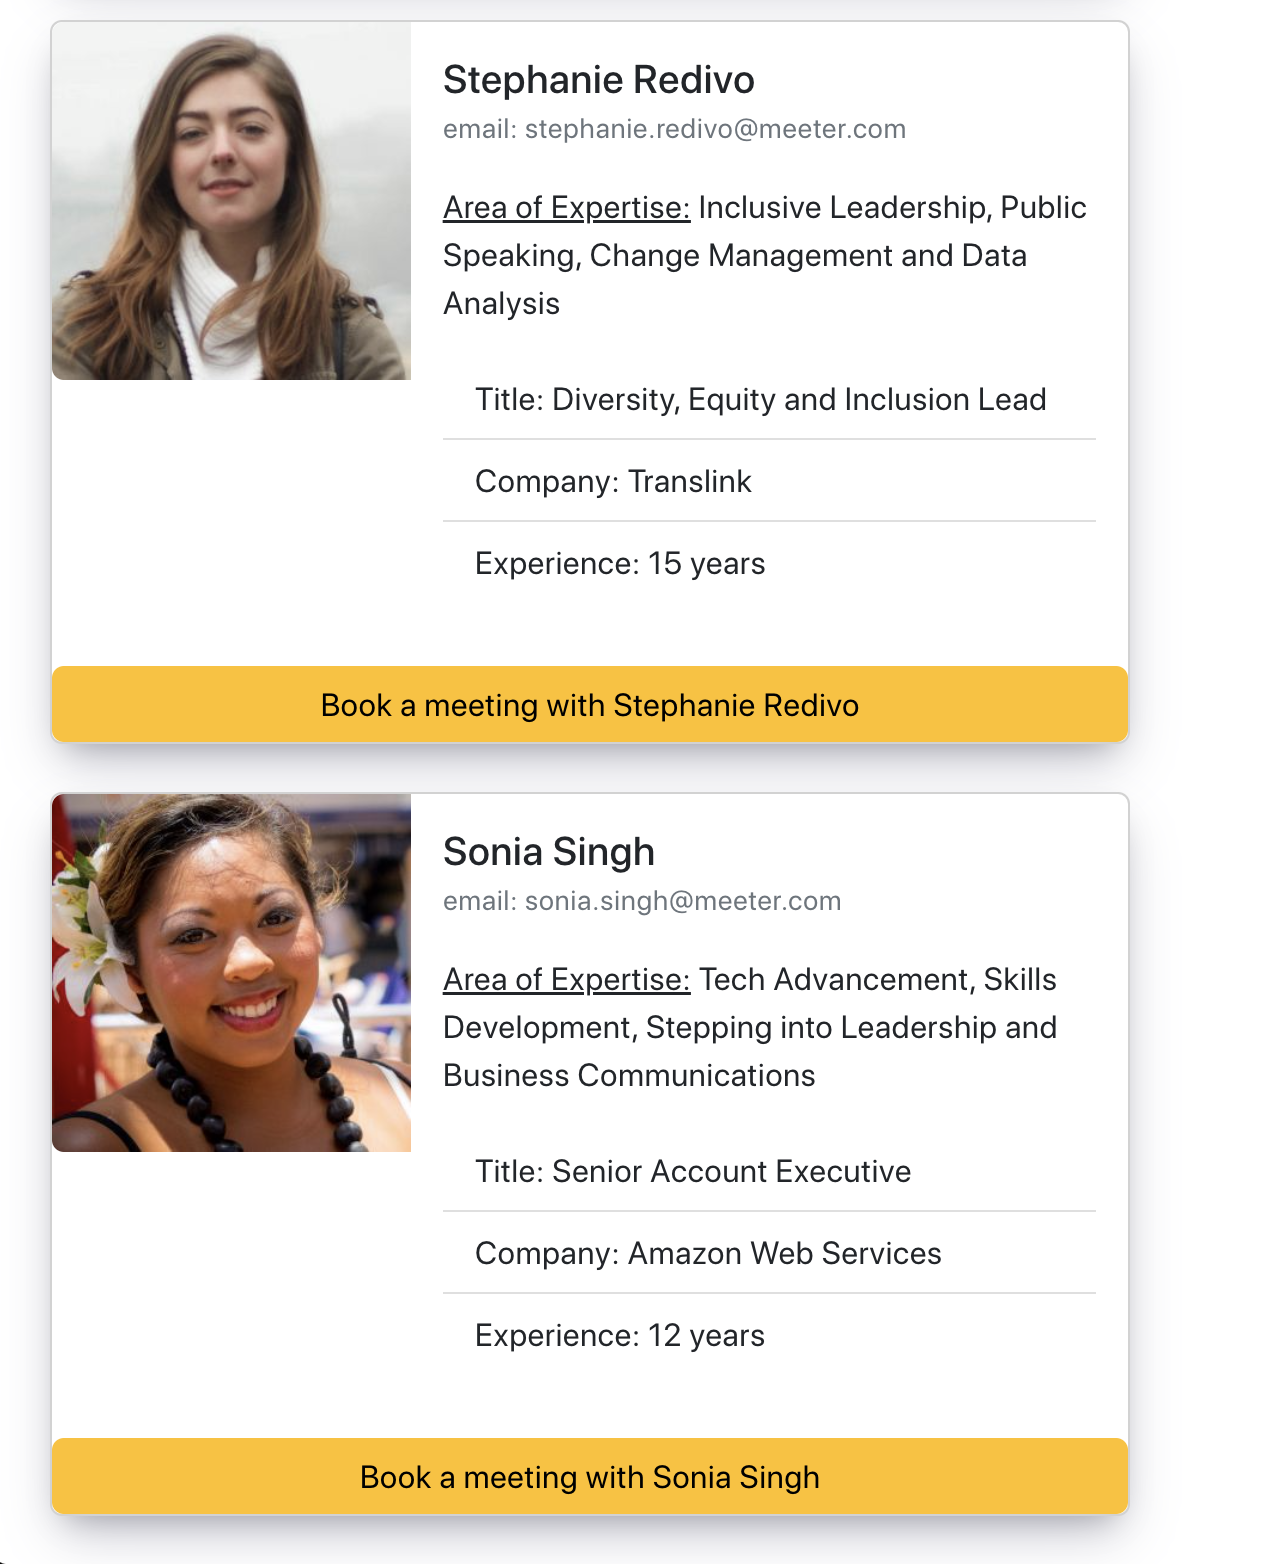 Stephanie Redivo
email: stephanie.redivo@meeter.com
Area of Expertise: Inclusive Leadership, Public
Speaking, Change Management and Data
Analysis
Title: Diversity, Equity and Inclusion Lead
Company: Translink
Experience: 15 years
Book a meeting with Stephanie Redivo
Sonia Singh
email: sonia.singh@meeter.com
Area of Expertise: Tech Advancement, Skills
Development, Stepping into Leadership and
Business Communications
Title: Senior Account Executive
Company: Amazon Web Services
Experience: 12 years
Book a meeting with Sonia Singh